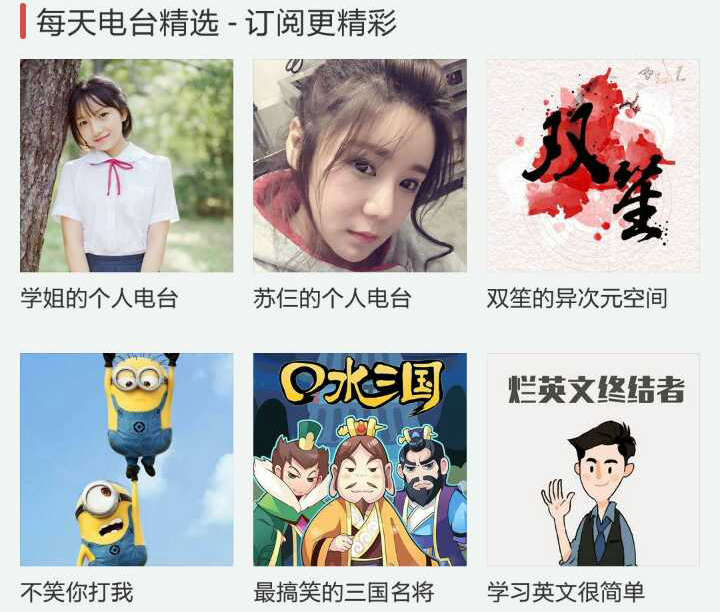 每天电台精选 - 订阅更精彩
双笙
学姐的个人电台
苏仨的个人电台
双笙的异次元空间
口水三国
烂英文终结者
不笑你打我
最搞笑的三国名将
学习英文很简单